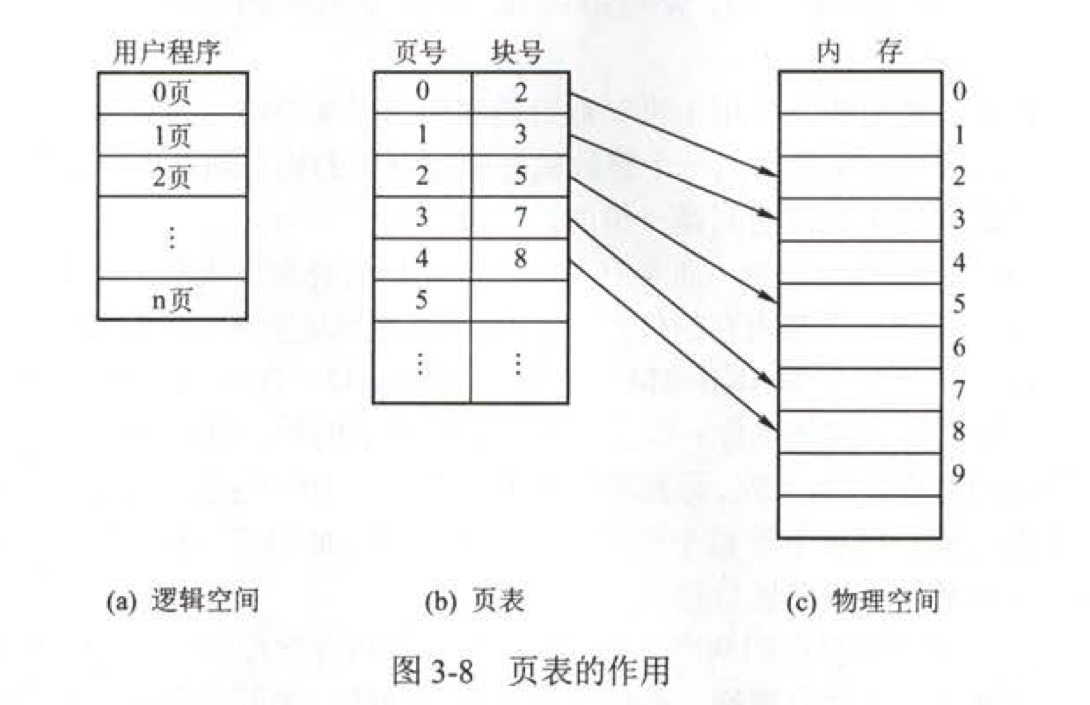 用户程序
0页
1页
2页
⋮
n页
页号 块号
0 2
1 3
2 5
3 7
4 8
5
⋮ ⋮
内 存
0
1
2
3
4
5
6
7
8
9
(a) 逻辑空间
(b) 页表
(c) 物理空间
图 3-8 页表的作用